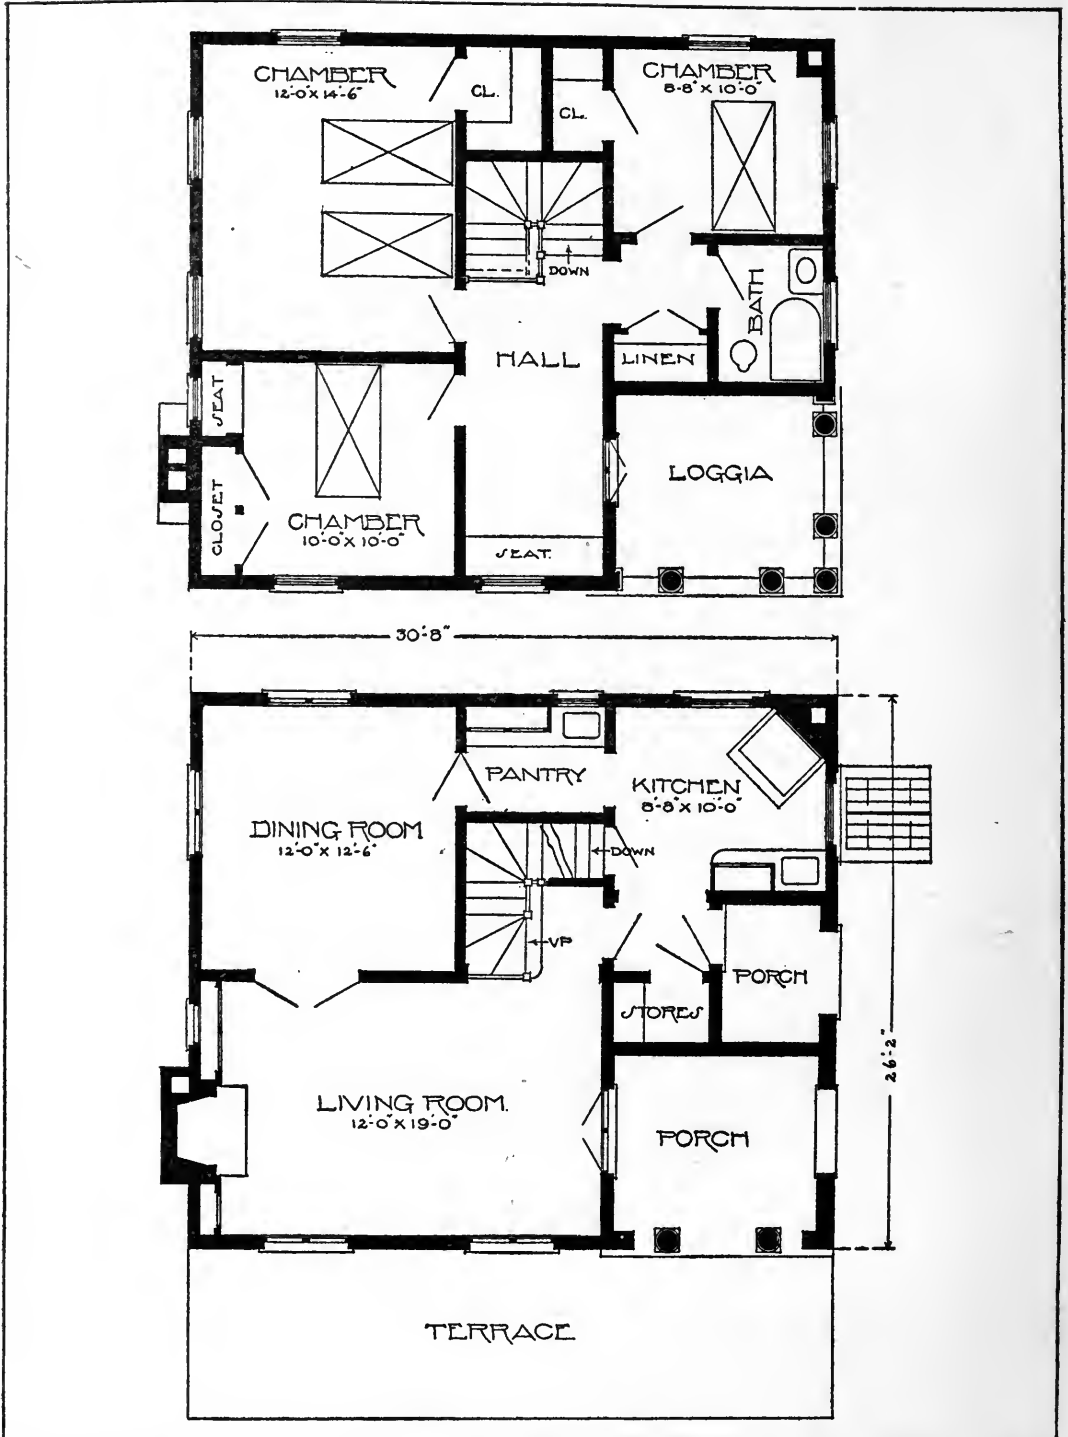 CHAMBER
12'-0" X 14'-6"
CL.
CL.
CHAMBER
8'-8" X 10'-0"
DOWN
BATH
HALL
LINEN
SEAT
CLOSET
CHAMBER
10'-0" X 10'-0"
SEAT.
LOGGIA
30'-8"
PANTRY
KITCHEN
8'-8" X 10'-0"
DINING ROOM
12'-0" X 12'-6"
DOWN
UP
PORCH
STORES
26'-2"
LIVING ROOM.
12'-0" X 19'-0"
PORCH
TERRACE